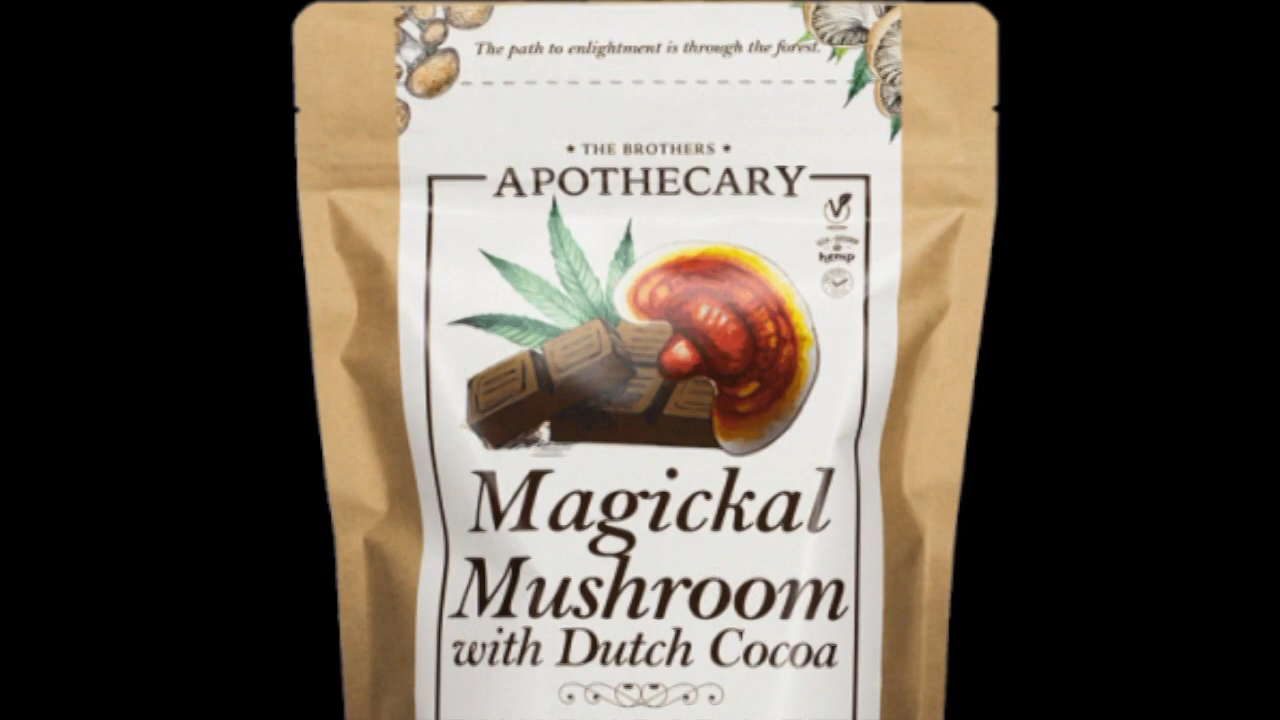 The path to enlightment is through the forest.
• THE BROTHERS •
APOTHECARY
hemp
Magickal
Mushroom
with Dutch Cocoa